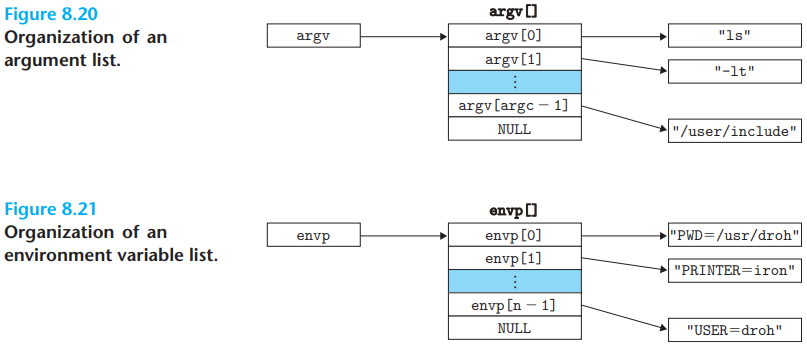 Figure 8.20
Organization of an
argument list.
argv
argv[]
argv[0]
argv[1]
⋮
argv[argc − 1]
NULL
"ls"
"-lt"
"/user/include"
Figure 8.21
Organization of an
environment variable list.
envp
envp[]
envp[0]
envp[1]
⋮
envp[n − 1]
NULL
"PWD=/usr/droh"
"PRINTER=iron"
"USER=droh"